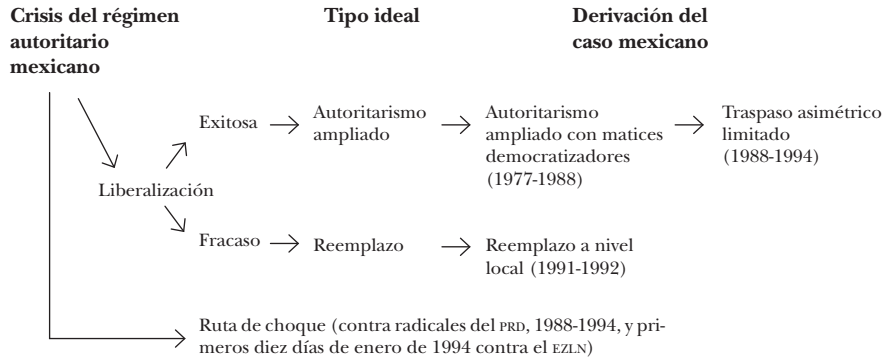 Crisis del régimen
autoritario
mexicano
Tipo ideal
Derivación del
caso mexicano
Exitosa
Autoritarismo
ampliado
Autoritarismo
ampliado con matices
democratizadores
(1977-1988)
Traspaso asimétrico
limitado
(1988-1994)
Liberalización
Fracaso
Reemplazo
Reemplazo a nivel
local (1991-1992)
Ruta de choque (contra radicales del PRD, 1988-1994, y pri-
meros diez días de enero de 1994 contra el EZLN)